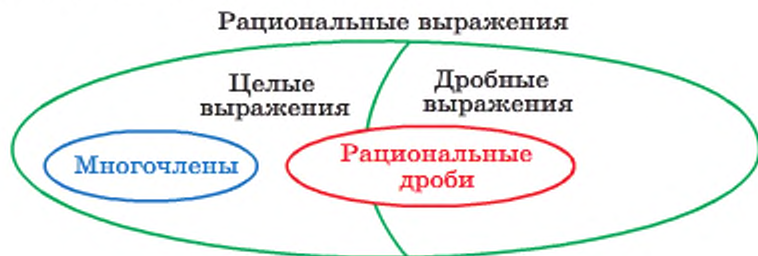 Рациональные выражения
Целые
выражения
Дробные
выражения
Многочлены
Рациональные
дроби